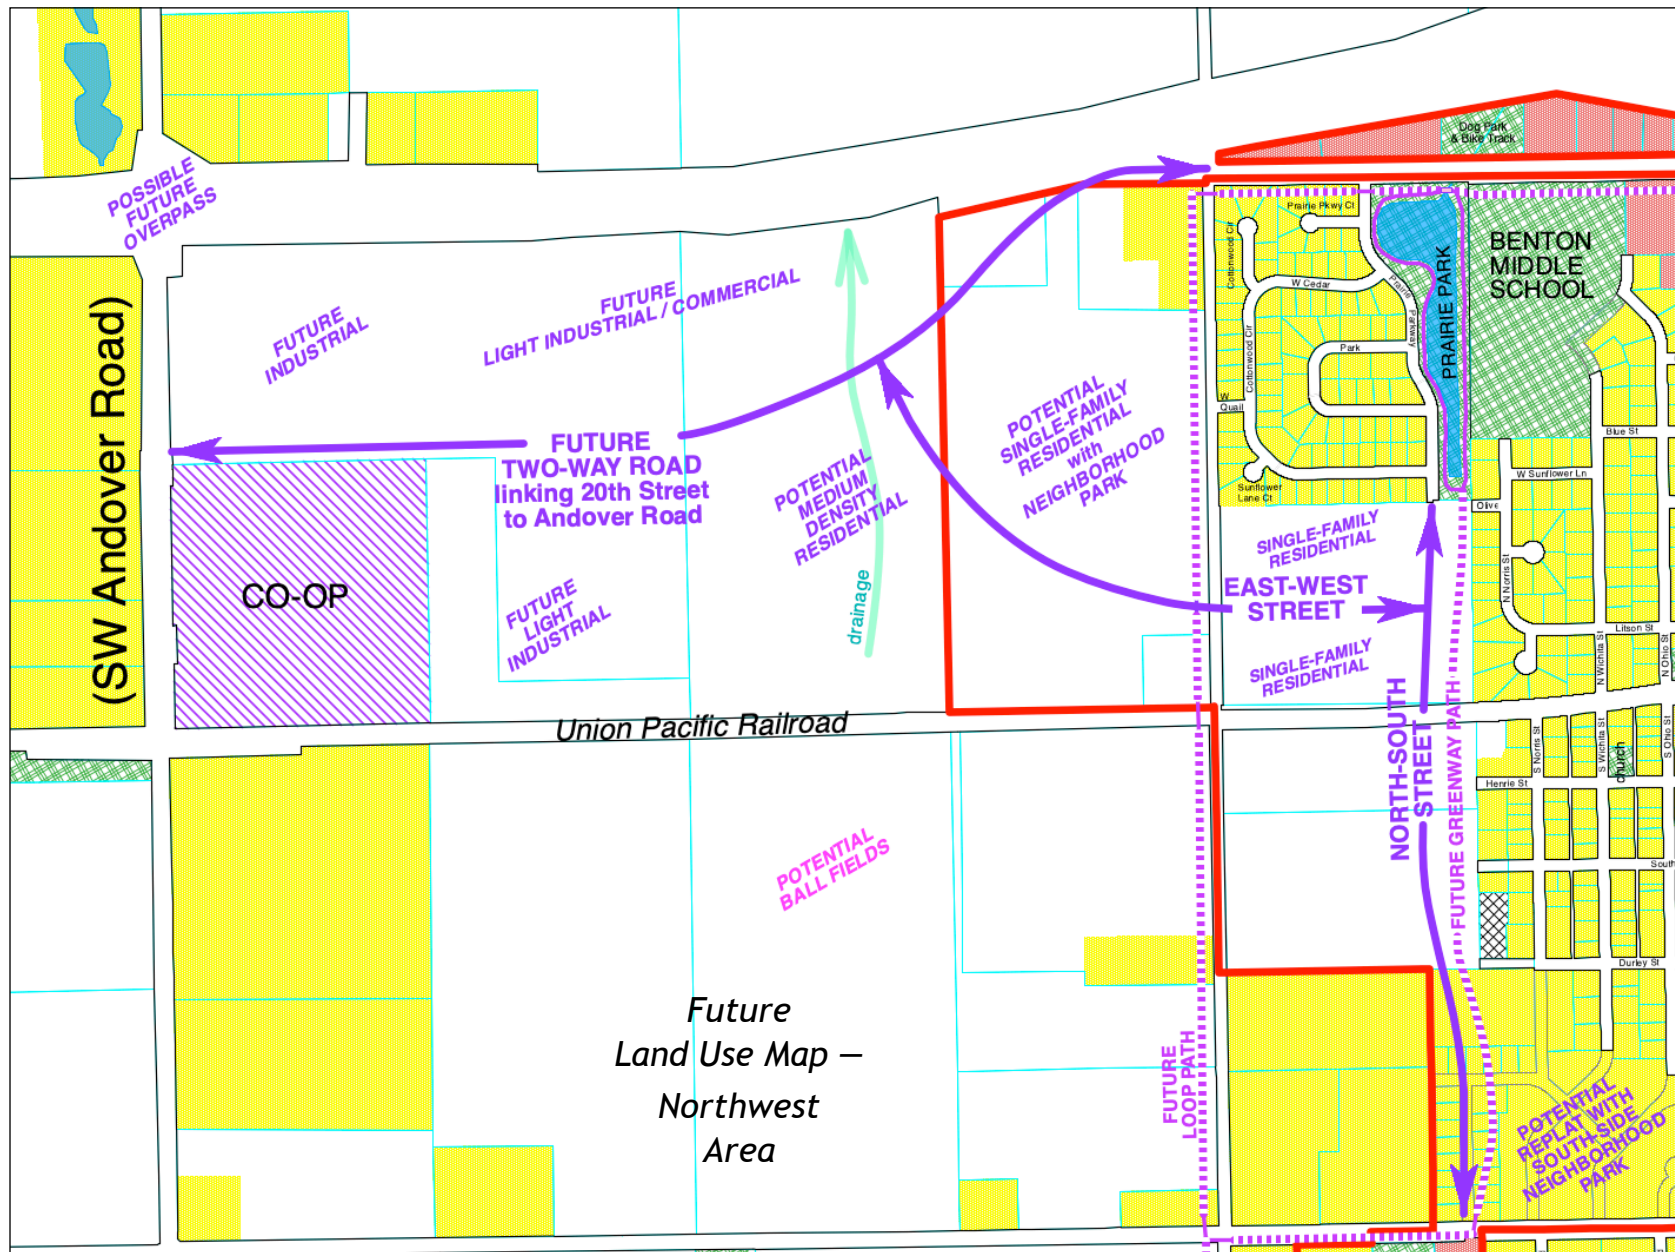 Dog Park
& Bike Track
POSSIBLE
FUTURE
OVERPASS
Prairie Pkwy Ct
Cottonwood Cir
W Cedar
Prairie
Parkway
PRAIRIE PARK
BENTON
MIDDLE
SCHOOL
(SW Andover Road)
FUTURE
INDUSTRIAL
FUTURE
LIGHT INDUSTRIAL / COMMERCIAL
Cottonwood Cir
Park
W
Quail
POTENTIAL
SINGLE-FAMILY
RESIDENTIAL
with
NEIGHBORHOOD
PARK
FUTURE
TWO-WAY ROAD
linking 20th Street
to Andover Road
POTENTIAL
MEDIUM
DENSITY
RESIDENTIAL
Blue St
W Sunflower Ln
Sunflower
Lane Ct
Olive
SINGLE-FAMILY
RESIDENTIAL
N Norris St
CO-OP
FUTURE
LIGHT
INDUSTRIAL
drainage
EAST-WEST
STREET
Litson St
N Wichita St
N Ohio St
SINGLE-FAMILY
RESIDENTIAL
Union Pacific Railroad
NORTH-SOUTH
STREET
FUTURE GREENWAY PATH
S Norris St
S Wichita St
church
S Ohio St
Henrie St
POTENTIAL
BALL FIELDS
South
Durley St
Future
Land Use Map —
Northwest
Area
FUTURE
LOOP PATH
POTENTIAL
REPLAT WITH
SOUTH-SIDE
NEIGHBORHOOD
PARK